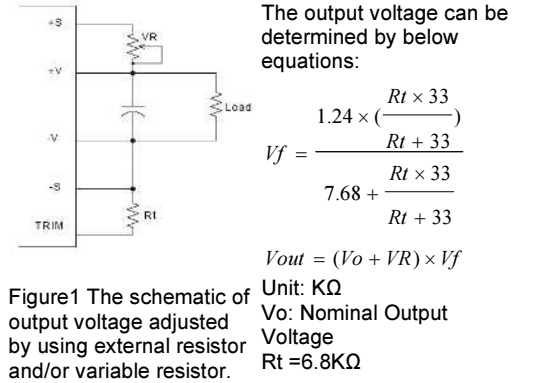 +S
VR
+V
Load
-V
-S
Rt
TRIM
Figure1 The schematic of
output voltage adjusted
by using external resistor
and/or variable resistor.
The output voltage can be
determined by below
equations:
Vf = (1.24 × (Rt × 33 / Rt + 33)) / (7.68 + Rt × 33 / Rt + 33)
Vout = (Vo + VR) × Vf
Unit: KΩ
Vo: Nominal Output
Voltage
Rt =6.8KΩ